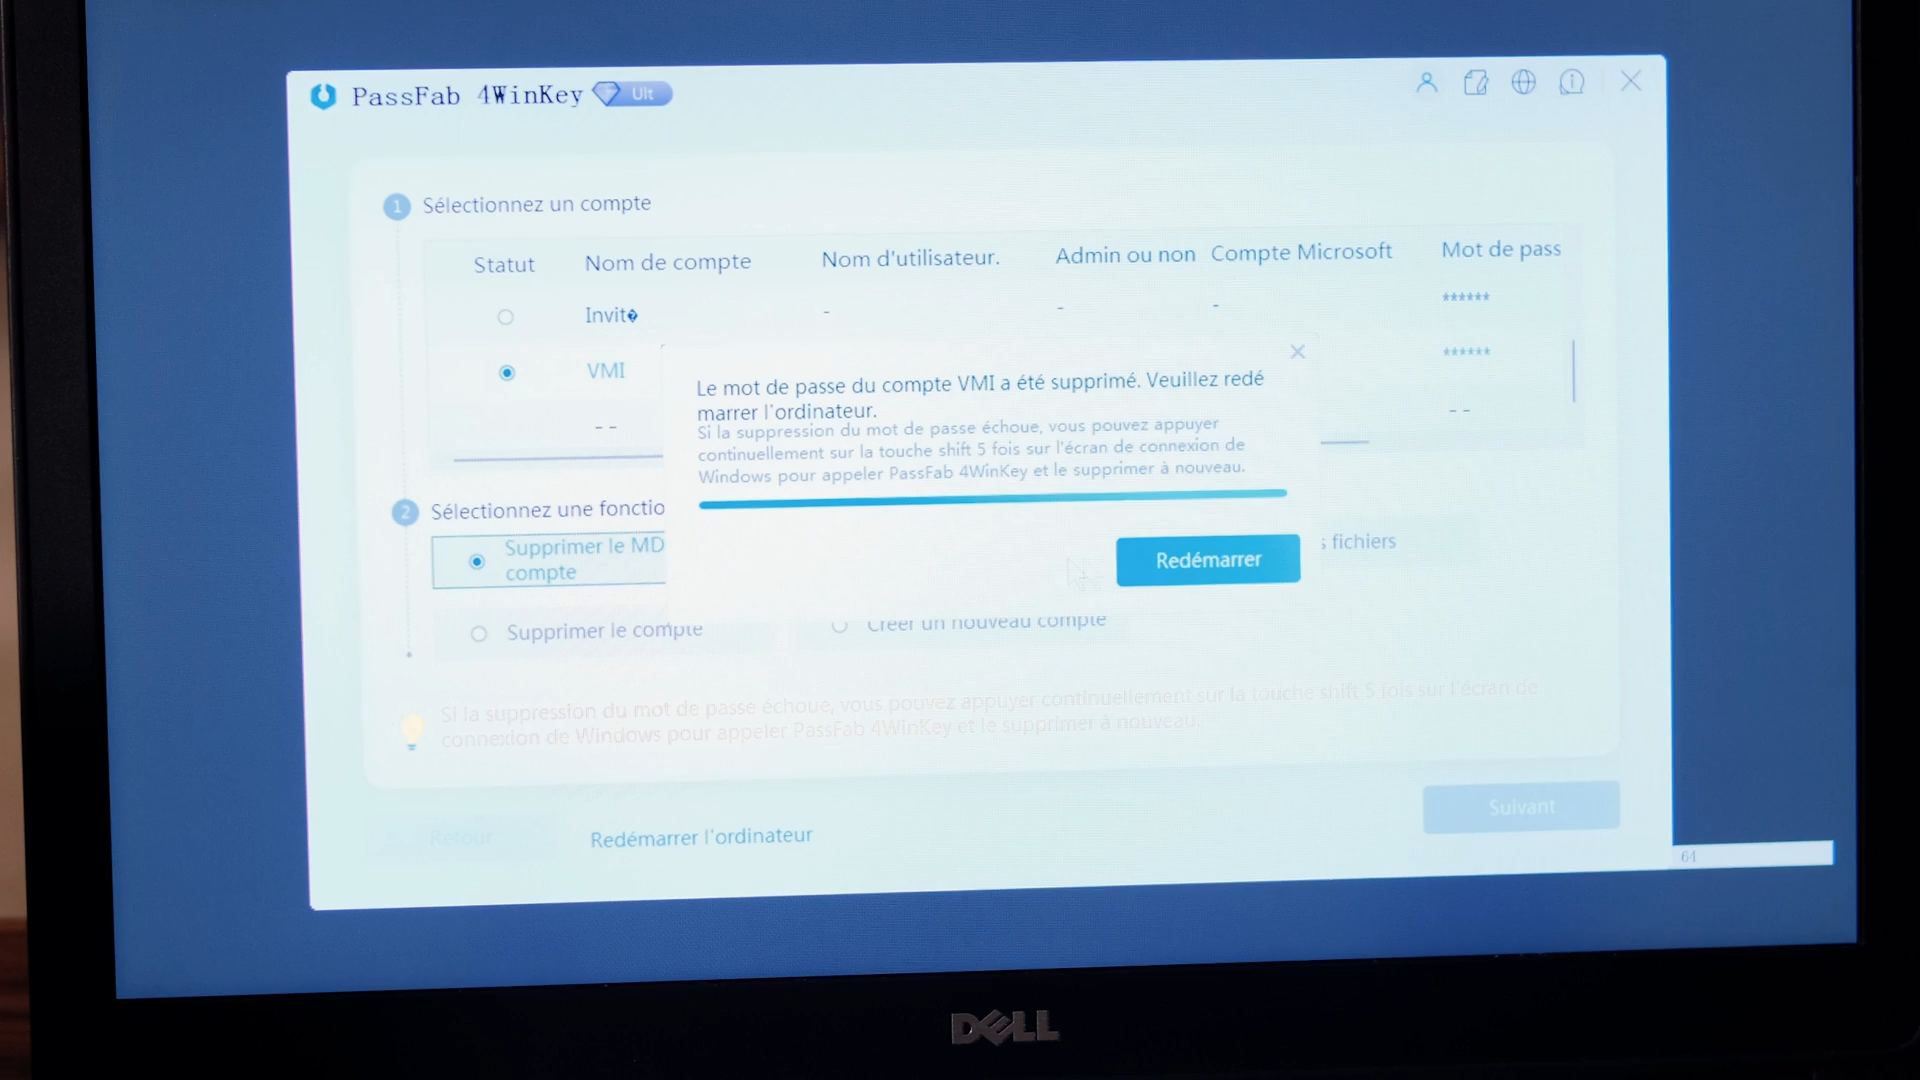 PassFab 4WinKey Ult
1 Sélectionnez un compte
Statut Nom de compte Nom d'utilisateur. Admin ou non Compte Microsoft Mot de pass
Invit� - - - ******
VMI ******
-- --
Le mot de passe du compte VMI a été supprimé. Veuillez redé
marrer l'ordinateur.
Si la suppression du mot de passe échoue, vous pouvez appuyer
continuellement sur la touche shift 5 fois sur l'écran de connexion de
Windows pour appeler PassFab 4WinKey et le supprimer à nouveau.
Redémarrer
2 Sélectionnez une fonctio
Supprimer le MD
compte
fichiers
Supprimer le compte Créer un nouveau compte
Si la suppression du mot de passe échoue, vous pouvez appuyer continuellement sur la touche shift 5 fois sur l'écran de
connexion de Windows pour appeler PassFab 4WinKey et le supprimer à nouveau.
Retour Redémarrer l'ordinateur Suivant
64
DELL